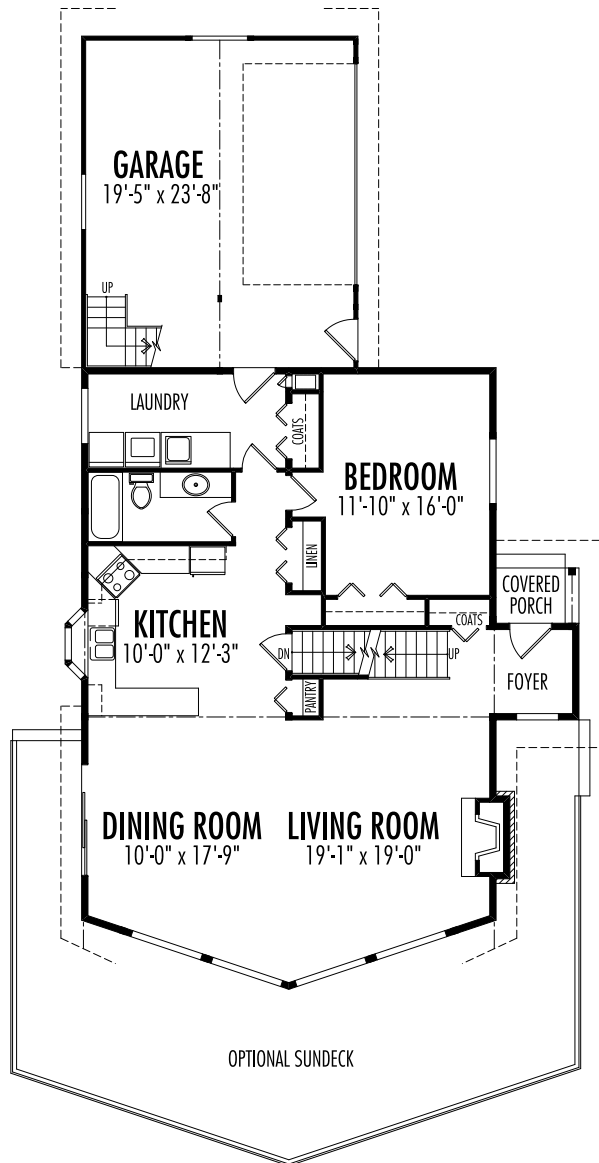 GARAGE
19'-5" x 23'-8"
UP
LAUNDRY
COATS
BEDROOM
11'-10" x 16'-0"
LINEN
COVERED
PORCH
KITCHEN
10'-0" x 12'-3"
COATS
DN
UP
FOYER
PANTRY
DINING ROOM
10'-0" x 17'-9"
LIVING ROOM
19'-1" x 19'-0"
OPTIONAL SUNDECK